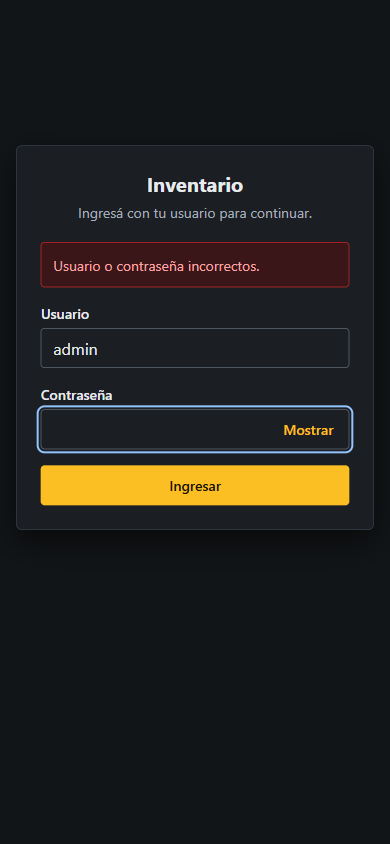 Inventario
Ingresá con tu usuario para continuar.
Usuario o contraseña incorrectos.
Usuario
admin
Contraseña
Mostrar
Ingresar